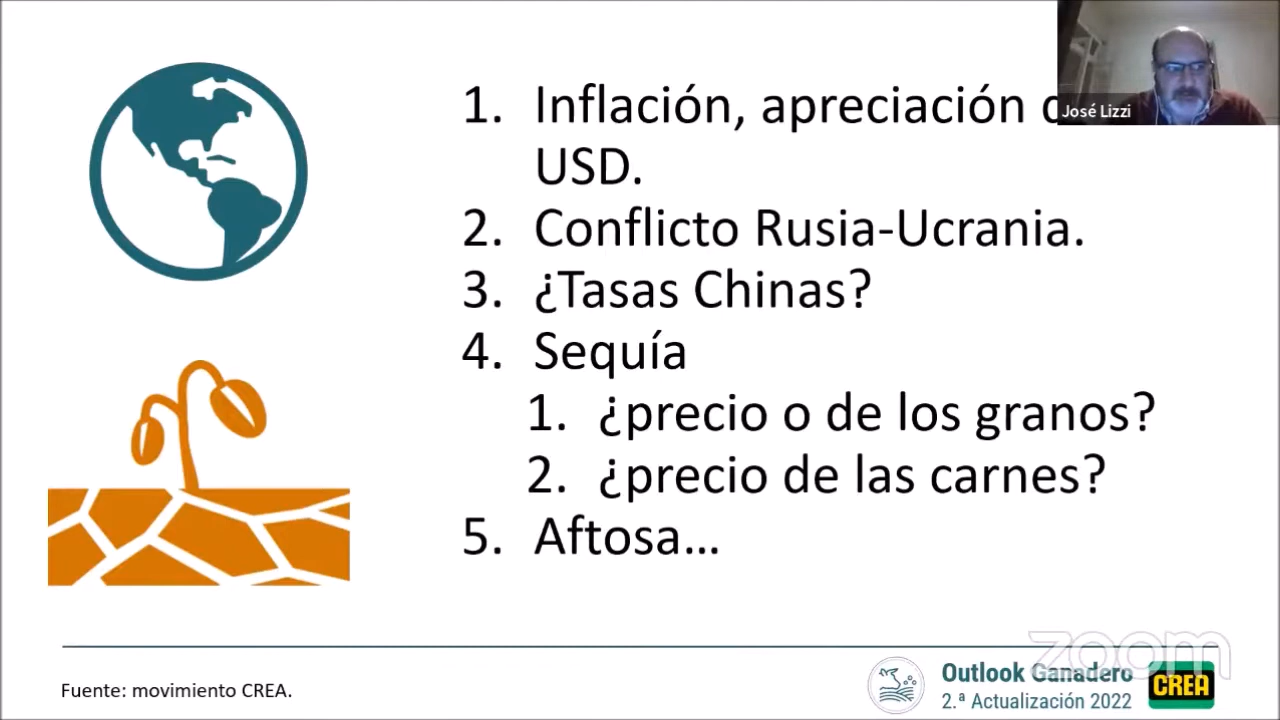 1. Inflación, apreciación
USD.
2. Conflicto Rusia-Ucrania.
3. ¿Tasas Chinas?
4. Sequía
1. ¿precio o de los granos?
2. ¿precio de las carnes?
5. Aftosa...
José Lizzi
Fuente: movimiento CREA.
Outlook Ganadero
2.ª Actualización 2022
CREA
zoom